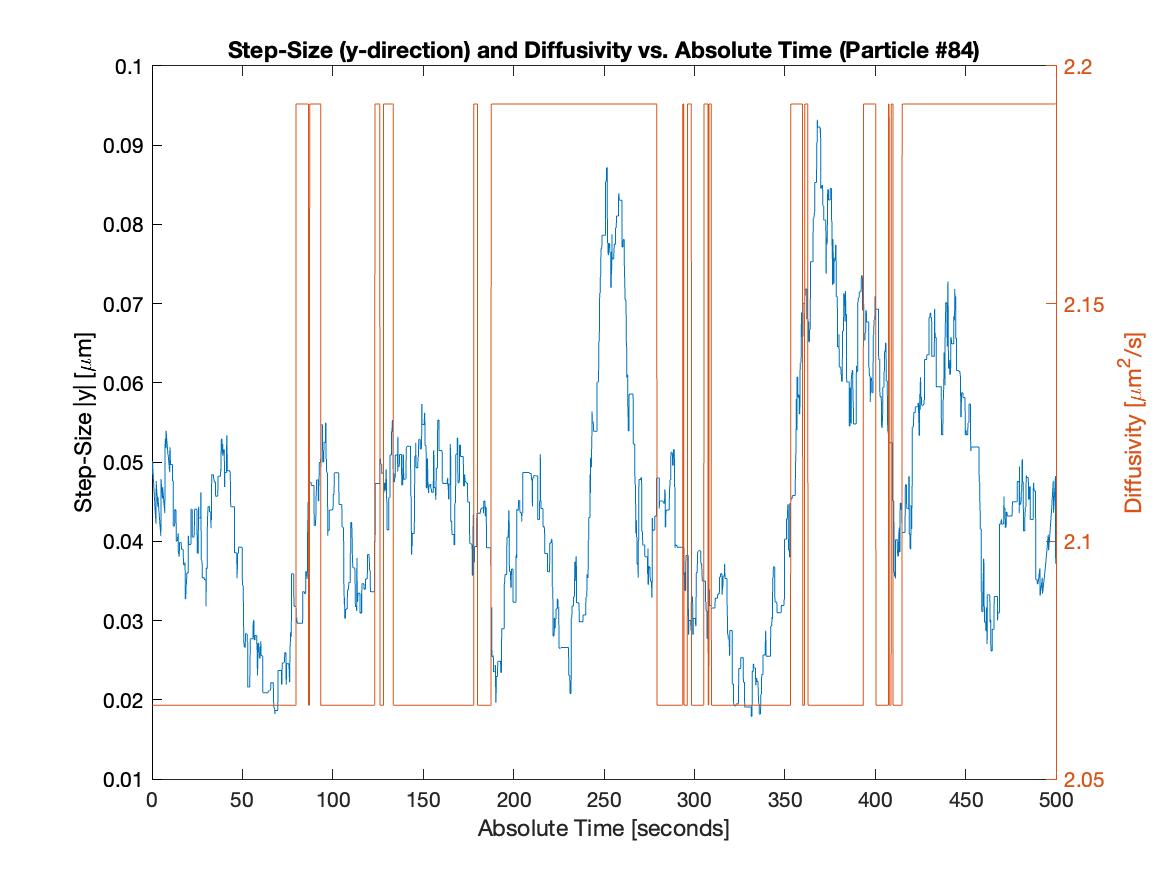 Step-Size (y-direction) and Diffusivity vs. Absolute Time (Particle #84)
0.1
0.09
0.08
0.07
0.06
0.05
0.04
0.03
0.02
0.01
Step-Size |y| [μm]
2.2
2.15
2.1
2.05
Diffusivity [μm²/s]
0 50 100 150 200 250 300 350 400 450 500
Absolute Time [seconds]